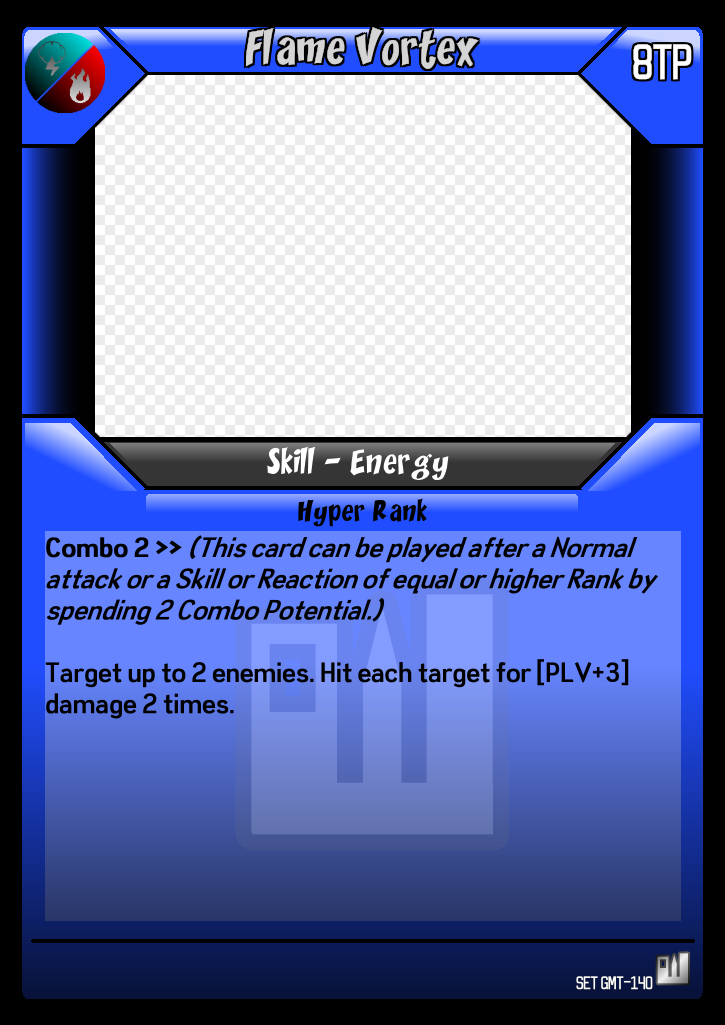 Flame Vortex
8TP
Skill - Energy
Hyper Rank
Combo 2 >> (This card can be played after a Normal
attack or a Skill or Reaction of equal or higher Rank by
spending 2 Combo Potential.)
Target up to 2 enemies. Hit each target for [PLV+3]
damage 2 times.
SET GMT-140